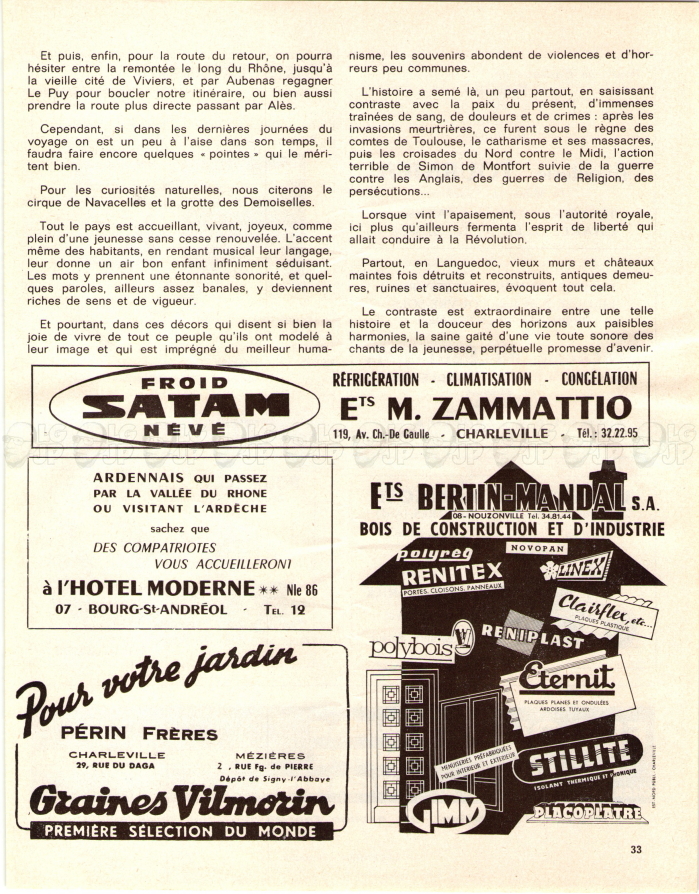 Et puis, enfin, pour la route du retour, on pourra
hésiter entre la remontée le long du Rhône, jusqu'à
la vieille cité de Viviers, et par Aubenas regagner
Le Puy pour boucler notre itinéraire, ou bien aussi
prendre la route plus directe passant par Alès.
Cependant, si dans les dernières journées du
voyage on est un peu à l'aise dans son temps, il
faudra faire encore quelques « pointes » qui le méri-
tent bien.
Pour les curiosités naturelles, nous citerons le
cirque de Navacelles et la grotte des Demoiselles.
Tout le pays est accueillant, vivant, joyeux, comme
plein d'une jeunesse sans cesse renouvelée. L'accent
même des habitants, en rendant musical leur langage,
leur donne un air bon enfant infiniment séduisant.
Les mots y prennent une étonnante sonorité, et quel-
ques paroles, ailleurs assez banales, y deviennent
riches de sens et de vigueur.
Et pourtant, dans ces décors qui disent si bien la
joie de vivre de tout ce peuple qu'ils ont modelé à
leur image et qui est imprégné du meilleur huma-
nisme, les souvenirs abondent de violences et d'hor-
reurs peu communes.
L'histoire a semé là, un peu partout, en saisissant
contraste avec la paix du présent, d'immenses
traînées de sang, de douleurs et de crimes : après les
invasions meurtrières, ce furent sous le règne des
comtes de Toulouse, le catharisme et ses massacres,
puis les croisades du Nord contre le Midi, l'action
terrible de Simon de Montfort suivie de la guerre
contre les Anglais, des guerres de Religion, des
persécutions...
Lorsque vint l'apaisement, sous l'autorité royale,
ici plus qu'ailleurs fermenta l'esprit de liberté qui
allait conduire à la Révolution.
Partout, en Languedoc, vieux murs et châteaux
maintes fois détruits et reconstruits, antiques demeu-
res, ruines et sanctuaires, évoquent tout cela.
Le contraste est extraordinaire entre une telle
histoire et la douceur des horizons aux paisibles
harmonies, la saine gaité d'une vie toute sonore des
chants de la jeunesse, perpétuelle promesse d'avenir.
FROID
SATAM
NÉVÉ
RÉFRIGÉRATION - CLIMATISATION - CONGÉLATION
ETS M. ZAMMATTIO
119, Av. Ch.-De Gaulle - CHARLEVILLE - Tél. : 32.22.95
ARDENNAIS QUI PASSEZ
PAR LA VALLÉE DU RHONE
OU VISITANT L'ARDÈCHE
sachez que
DES COMPATRIOTES
VOUS ACCUEILLERONT
à l'HOTEL MODERNE ** Nle 86
07 - BOURG-St-ANDRÉOL - TEL. 12
Pour votre jardin
PÉRIN FRÈRES
CHARLEVILLE
29, RUE DU DAGA
MÉZIÈRES
2, RUE Fg. de PIERRE
Dépôt de Signy-l'Abbaye
Graines Vilmorin
PREMIÈRE SÉLECTION DU MONDE
ETS BERTIN-MANDAL S.A.
08 - NOUZONVILLE Tel. 34.81.44
BOIS DE CONSTRUCTION ET D'INDUSTRIE
polyrey
NOVOPAN
RENITEX
PORTES, CLOISONS, PANNEAUX
LINEX
Clairflex, etc...
PLAQUES PLASTIQUE
polybois
RENIPLAST
Eternit
PLAQUES PLANES ET ONDULÉES
ARDOISES TUYAUX
MENUISERIES PRÉFABRIQUÉES
POUR INTERIEUR ET EXTERIEUR
STILLITE
ISOLANT THERMIQUE ET PHONIQUE
GIMM
PLACOPLATRE
33